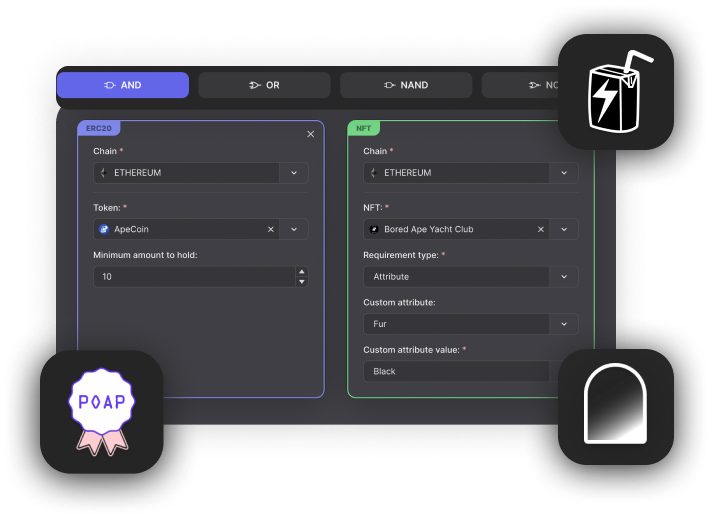 AND
OR
NAND
ERC20
Chain *
ETHEREUM
Token: *
ApeCoin
Minimum amount to hold:
10
NFT
Chain *
ETHEREUM
NFT: *
Bored Ape Yacht Club
Requirement type: *
Attribute
Custom attribute:
Fur
Custom attribute value: *
Black
POAP